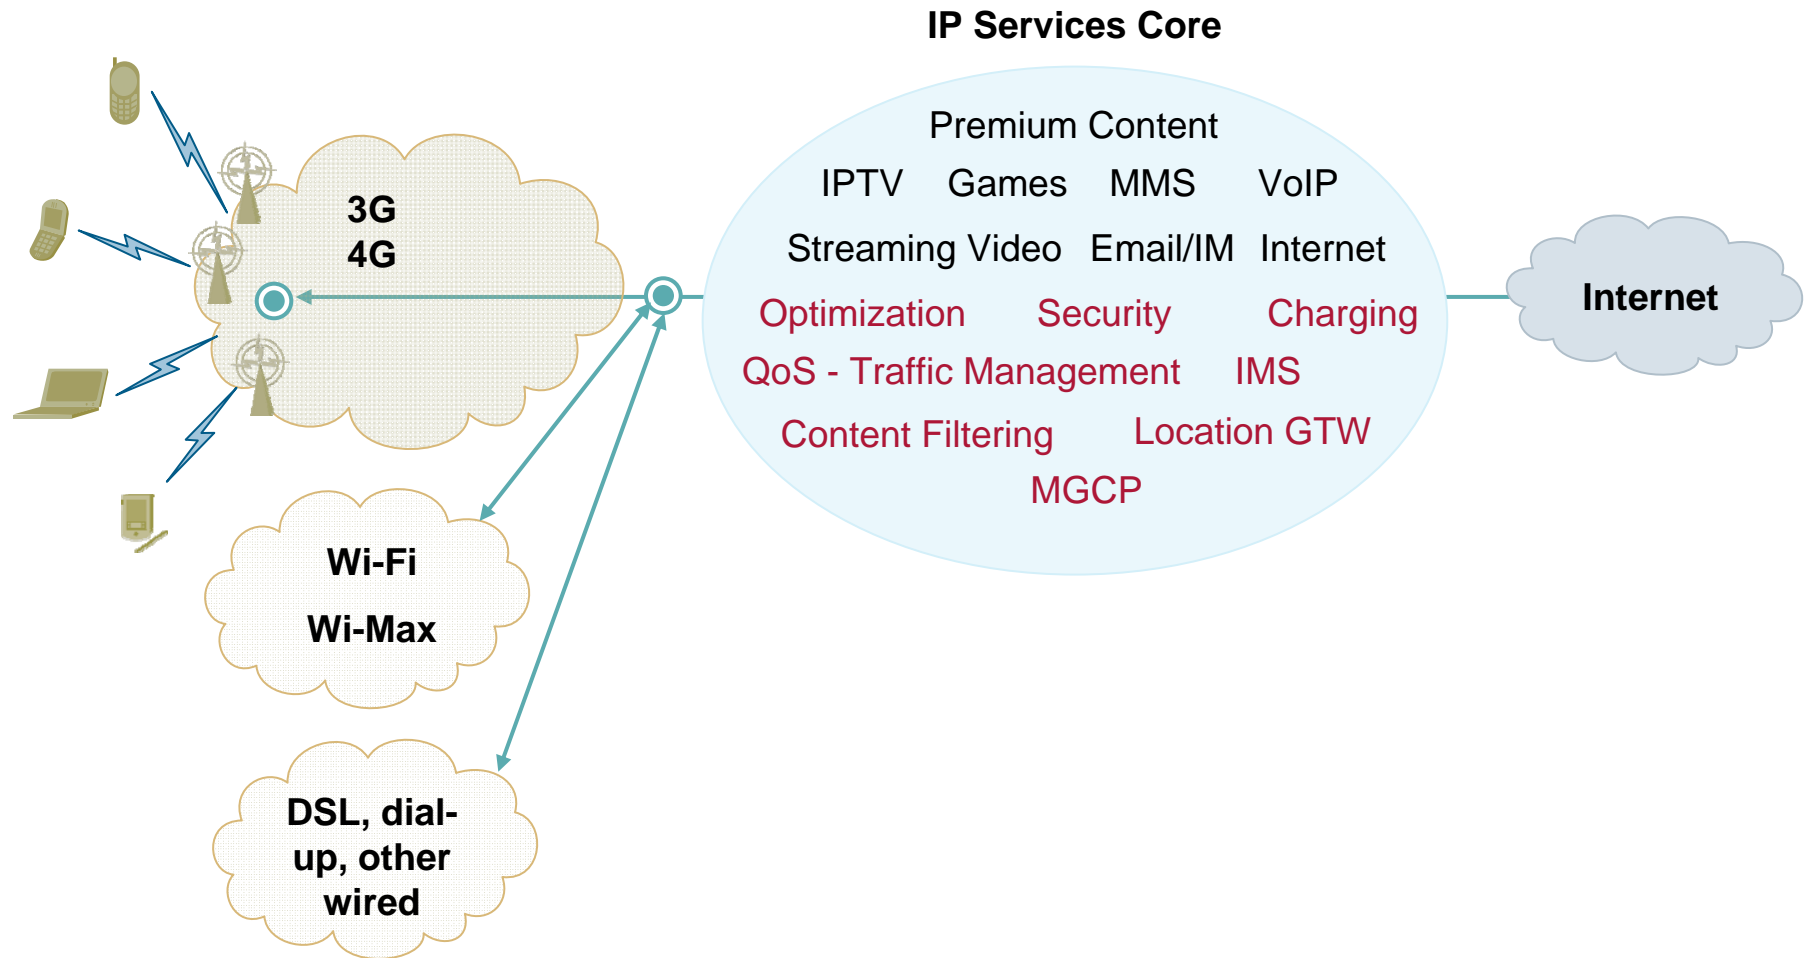 IP Services Core
Premium Content
IPTV Games MMS VoIP
Streaming Video Email/IM Internet
Optimization Security Charging
QoS - Traffic Management IMS
Content Filtering Location GTW
MGCP
3G
4G
Internet
Wi-Fi
Wi-Max
DSL, dial-
up, other
wired